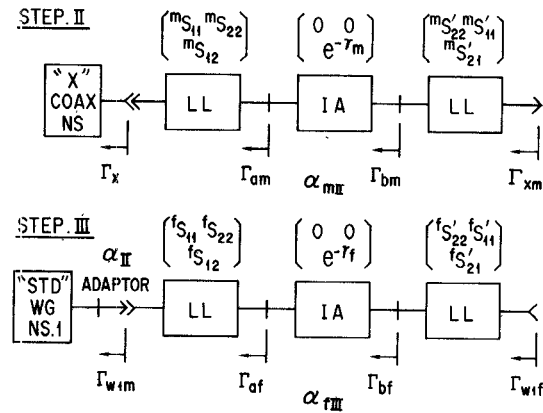 STEP. II
(ᵐS₁₁ ᵐS₂₂ ᵐS₁₂) (0 0 e^-γm) (ᵐS'₂₂ ᵐS'₁₁ ᵐS'₂₁)
"X" COAX NS LL IA LL
Γx Γam αmII Γbm Γxm
STEP. III
(ᶠS₁₁ ᶠS₂₂ ᶠS₁₂) (0 0 e^-γf) (ᶠS'₂₂ ᶠS'₁₁ ᶠS'₂₁)
αII
"STD" WG NS.1 ADAPTOR LL IA LL
Γw1m Γaf αfIII Γbf Γw1f